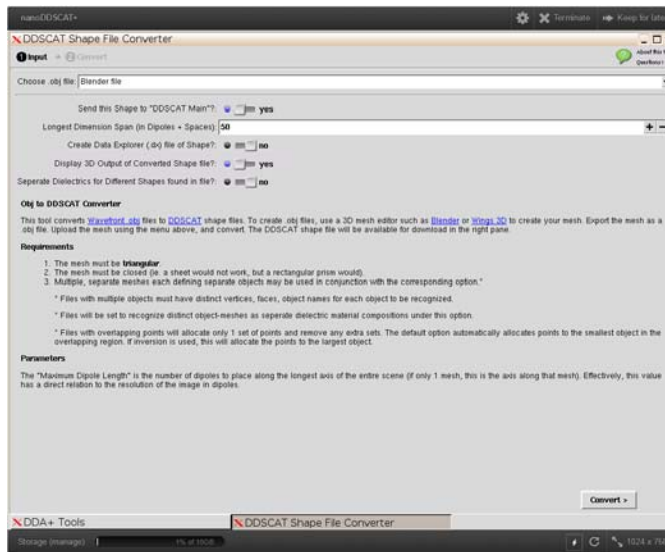 nanoDDSCAT+
Terminate Keep for later
DDSCAT Shape File Converter
1 Input → 2 Convert
About this tool
Questions?
Choose .obj file: Blender file
Send this Shape to "DDSCAT Main"?: yes
Longest Dimension Span (in Dipoles + Spaces): 50
Create Data Explorer (.dx) file of Shape?: no
Display 3D Output of Converted Shape file?: yes
Seperate Dielectrics for Different Shapes found in file?: no
Obj to DDSCAT Converter
This tool converts Wavefront .obj files to DDSCAT shape files. To create .obj files, use a 3D mesh editor such as Blender or Wings 3D to create your mesh. Export the mesh as a
.obj file. Upload the mesh using the menu above, and convert. The DDSCAT shape file will be available for download in the right pane.
Requirements
1. The mesh must be triangular.
2. The mesh must be closed (ie. a sheet would not work, but a rectangular prism would).
3. Multiple, separate meshes each defining separate objects may be used in conjunction with the corresponding option.*
* Files with multiple objects must have distinct vertices, faces, object names for each object to be recognized.
* Files will be set to recognize distinct object-meshes as seperate dielectric material compositions under this option.
* Files with overlapping points will allocate only 1 set of points and remove any extra sets. The default option automatically allocates points to the smallest object in the
overlapping region. If inversion is used, this will allocate the points to the largest object.
Parameters
The "Maximum Dipole Length" is the number of dipoles to place along the longest axis of the entire scene (if only 1 mesh, this is the axis along that mesh). Effectively, this value
has a direct relation to the resolution of the image in dipoles.
Convert >
DDA+ Tools
DDSCAT Shape File Converter
Storage (manage) 1% of 10GB
1024 x 768